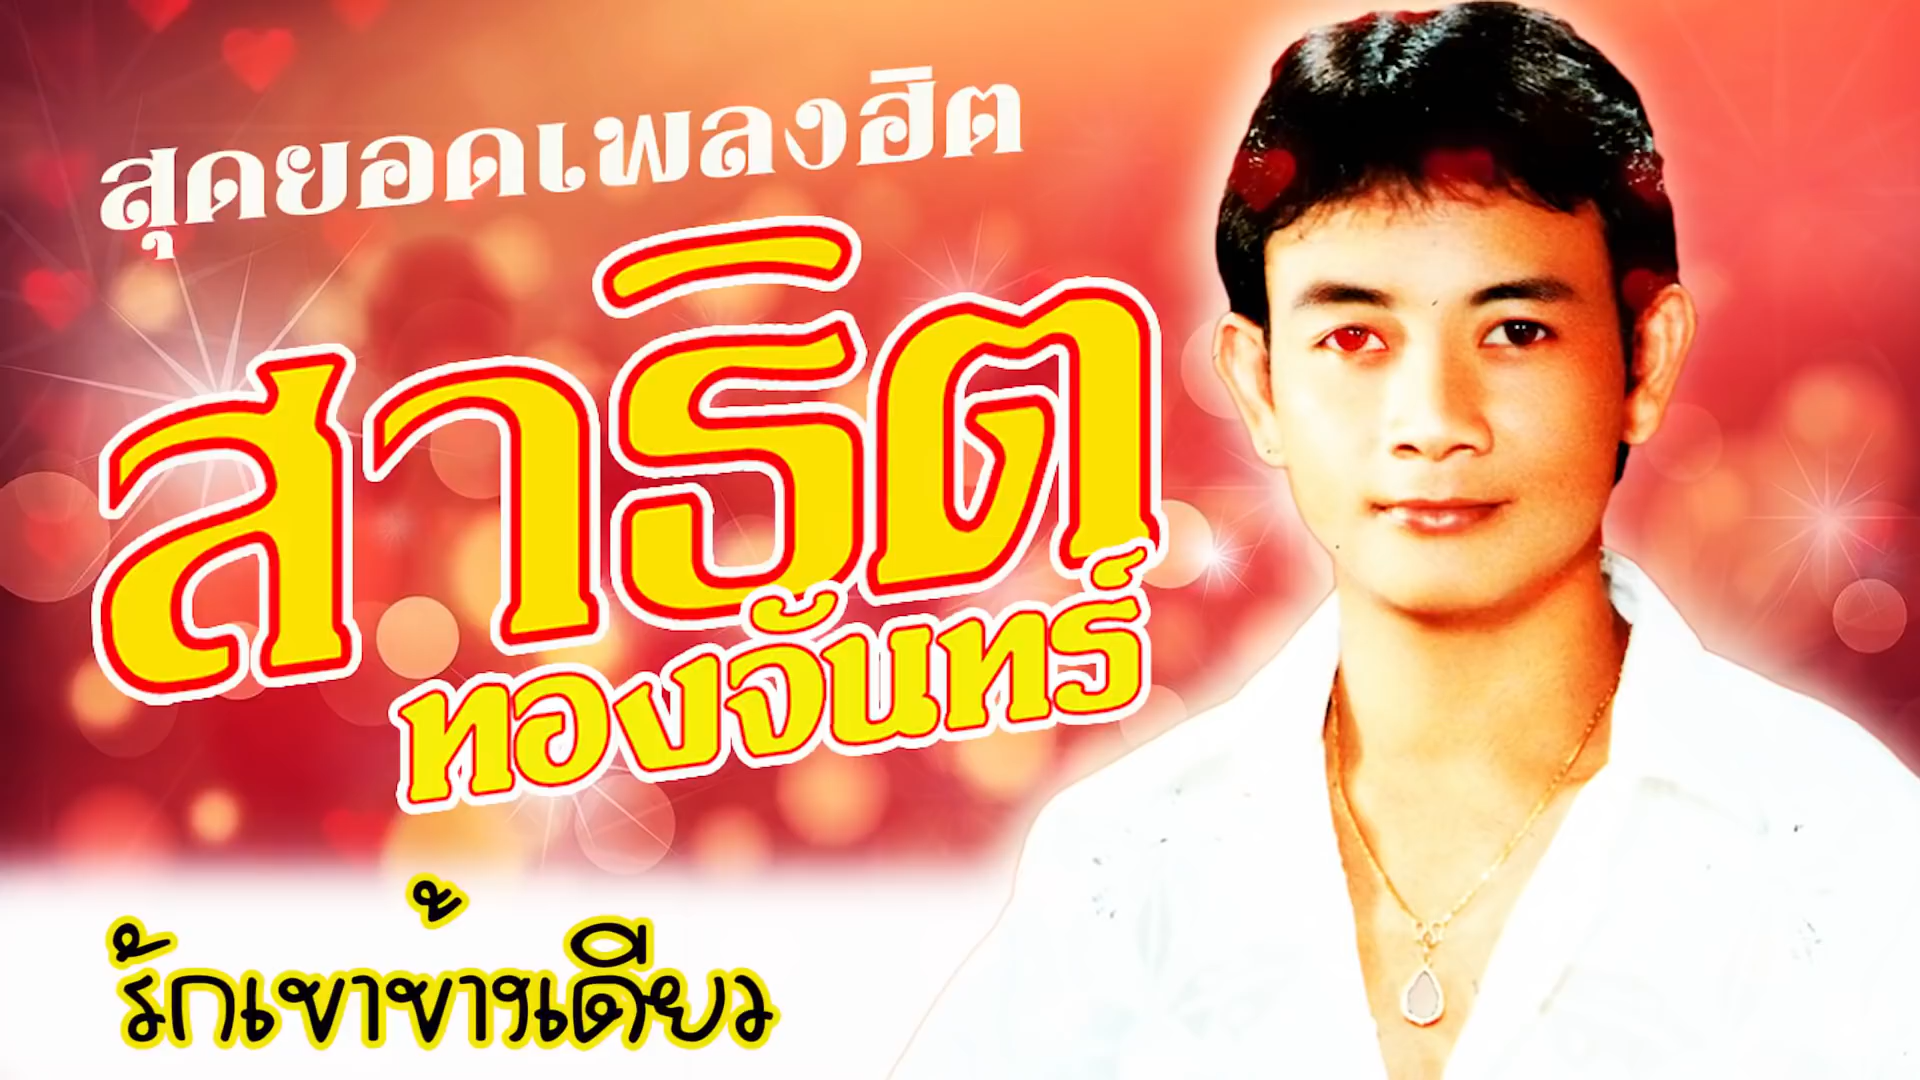 สุดยอดเพลงฮิต
สาธิต
ทองจันทร์
รักเขาข้างเดียว